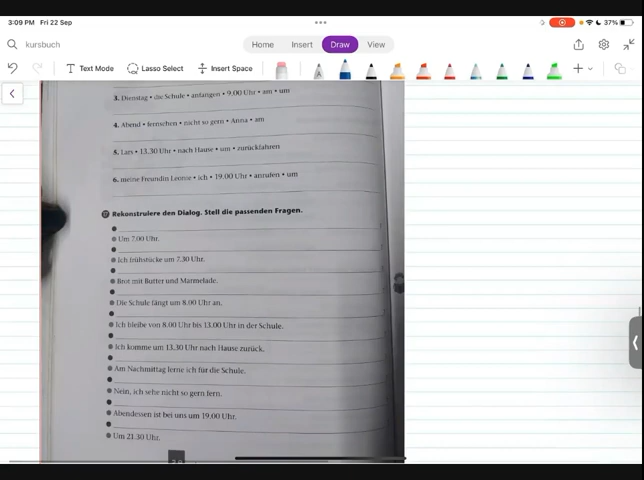 3:09 PM Fri 22 Sep
37%
kursbuch
Home Insert Draw View
Text Mode Lasso Select Insert Space
3. Dienstag • die Schule • anfangen • 9.00 Uhr • am • um
4. Abend • fernsehen • nicht so gern • Anna • am
5. Lars • 13.30 Uhr • nach Hause • um • zurückfahren
6. meine Freundin Leonie • ich • 19.00 Uhr • anrufen • um
Rekonstruiere den Dialog. Stell die passenden Fragen.
Um 7.00 Uhr.
Ich frühstücke um 7.30 Uhr.
Brot mit Butter und Marmelade.
Die Schule fängt um 8.00 Uhr an.
Ich bleibe von 8.00 Uhr bis 13.00 Uhr in der Schule.
Ich komme um 13.30 Uhr nach Hause zurück.
Am Nachmittag lerne ich für die Schule.
Nein, ich sehe nicht so gern fern.
Abendessen ist bei uns um 19.00 Uhr.
Um 21.30 Uhr.